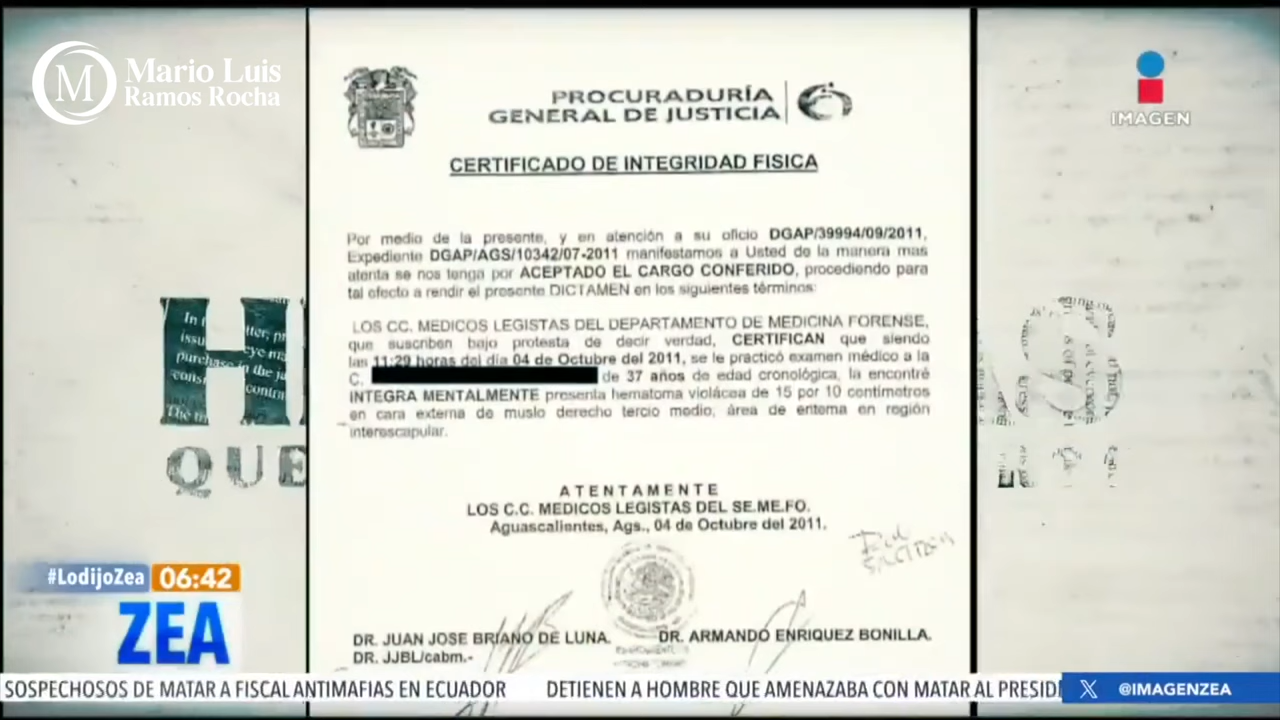 Mario Luis
Ramos Rocha
IMAGEN
PROCURADURÍA
GENERAL DE JUSTICIA
CERTIFICADO DE INTEGRIDAD FISICA
Por medio de la presente, y en atención a su oficio DGAP/39994/09/2011,
Expediente DGAP/AGS/10342/07-2011 manifestamos a Usted de la manera mas
atenta se nos tenga por ACEPTADO EL CARGO CONFERIDO, procediendo para
tal efecto a rendir el presente DICTAMEN en los siguientes términos:
LOS CC. MEDICOS LEGISTAS DEL DEPARTAMENTO DE MEDICINA FORENSE,
que suscriben bajo protesta de decir verdad, CERTIFICAN que siendo
las 11:29 horas del día 04 de Octubre del 2011, se le practicó examen médico a la
C. de 37 años de edad cronológica, la encontré
INTEGRA MENTALMENTE presenta hematoma violácea de 15 por 10 centímetros
en cara externa de muslo derecho tercio medio, área de eritema en región
interescapular.
ATENTAMENTE
LOS C.C. MEDICOS LEGISTAS DEL SE.ME.FO.
Aguascalientes, Ags., 04 de Octubre del 2011.
DR. JUAN JOSE BRIANO DE LUNA. DR. ARMANDO ENRIQUEZ BONILLA.
DR. JJBL/cabm.-
QUE
#LodijoZea 06:42
ZEA
SOSPECHOSOS DE MATAR A FISCAL ANTIMAFIAS EN ECUADOR DETIENEN A HOMBRE QUE AMENAZABA CON MATAR AL PRESID
@IMAGENZEA